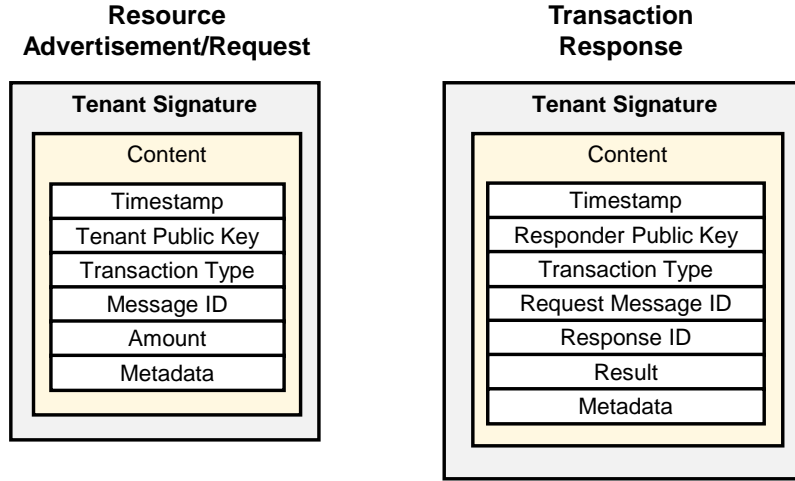 Resource
Advertisement/Request
Tenant Signature
Content
Timestamp
Tenant Public Key
Transaction Type
Message ID
Amount
Metadata
Transaction
Response
Tenant Signature
Content
Timestamp
Responder Public Key
Transaction Type
Request Message ID
Response ID
Result
Metadata